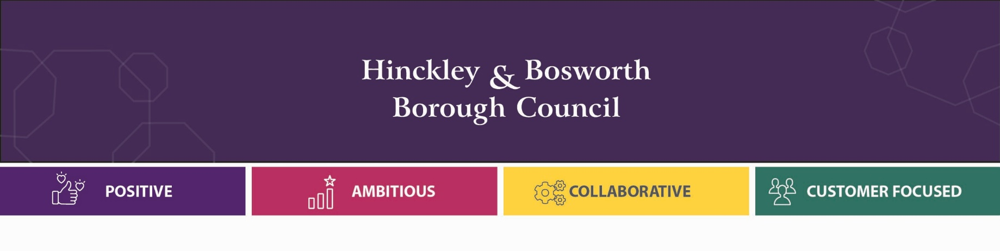 Hinckley & Bosworth
Borough Council
POSITIVE
AMBITIOUS
COLLABORATIVE
CUSTOMER FOCUSED